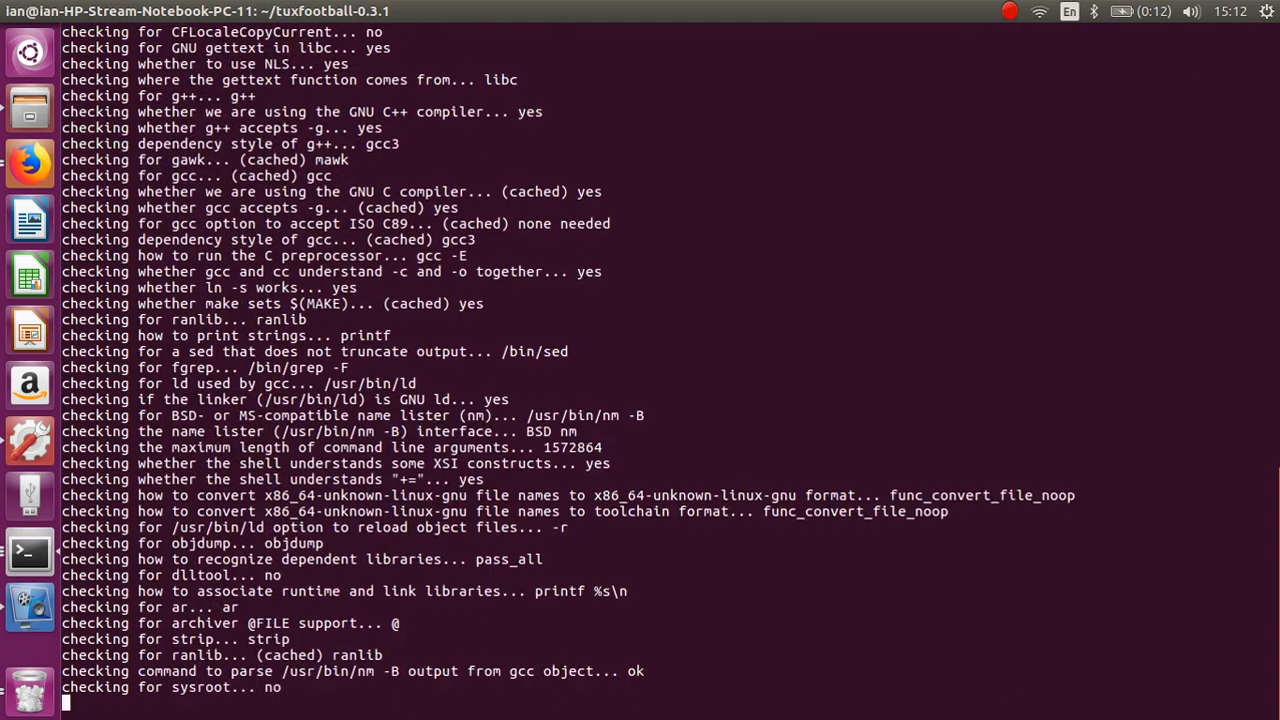 ian@ian-HP-Stream-Notebook-PC-11: ~/tuxfootball-0.3.1
En
(0:12)
15:12
checking for CFLocaleCopyCurrent... no
checking for GNU gettext in libc... yes
checking whether to use NLS... yes
checking where the gettext function comes from... libc
checking for g++... g++
checking whether we are using the GNU C++ compiler... yes
checking whether g++ accepts -g... yes
checking dependency style of g++... gcc3
checking for gawk... (cached) mawk
checking for gcc... (cached) gcc
checking whether we are using the GNU C compiler... (cached) yes
checking whether gcc accepts -g... (cached) yes
checking for gcc option to accept ISO C89... (cached) none needed
checking dependency style of gcc... (cached) gcc3
checking how to run the C preprocessor... gcc -E
checking whether gcc and cc understand -c and -o together... yes
checking whether ln -s works... yes
checking whether make sets $(MAKE)... (cached) yes
checking for ranlib... ranlib
checking how to print strings... printf
checking for a sed that does not truncate output... /bin/sed
checking for fgrep... /bin/grep -F
checking for ld used by gcc... /usr/bin/ld
checking if the linker (/usr/bin/ld) is GNU ld... yes
checking for BSD- or MS-compatible name lister (nm)... /usr/bin/nm -B
checking the name lister (/usr/bin/nm -B) interface... BSD nm
checking the maximum length of command line arguments... 1572864
checking whether the shell understands some XSI constructs... yes
checking whether the shell understands "+="... yes
checking how to convert x86_64-unknown-linux-gnu file names to x86_64-unknown-linux-gnu format... func_convert_file_noop
checking how to convert x86_64-unknown-linux-gnu file names to toolchain format... func_convert_file_noop
checking for /usr/bin/ld option to reload object files... -r
checking for objdump... objdump
checking how to recognize dependent libraries... pass_all
checking for dlltool... no
checking how to associate runtime and link libraries... printf %s\n
checking for ar... ar
checking for archiver @FILE support... @
checking for strip... strip
checking for ranlib... (cached) ranlib
checking command to parse /usr/bin/nm -B output from gcc object... ok
checking for sysroot... no